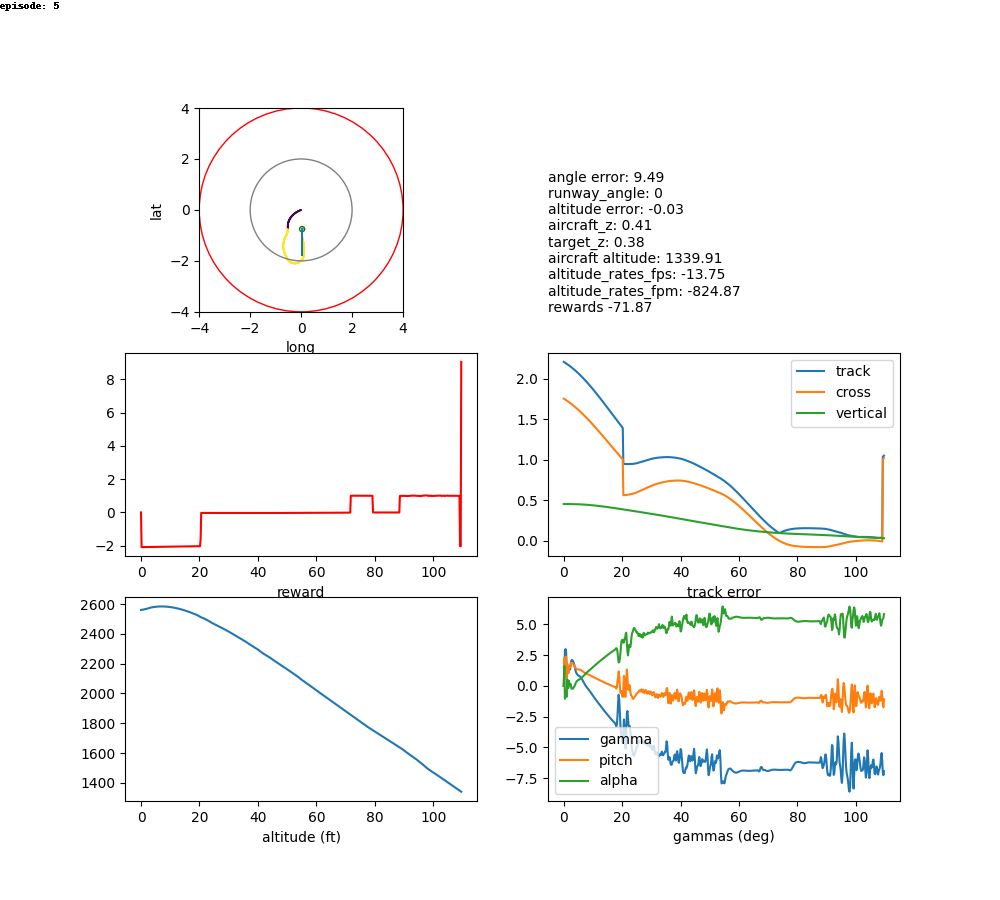 episode: 5
4
2
0
−2
−4
lat
−4 −2 0 2 4
long
angle error: 9.49
runway_angle: 0
altitude error: -0.03
aircraft_z: 0.41
target_z: 0.38
aircraft altitude: 1339.91
altitude_rates_fps: -13.75
altitude_rates_fpm: -824.87
rewards -71.87
8
6
4
2
0
−2
0 20 40 60 80 100
reward
2.0
1.5
1.0
0.5
0.0
track
cross
vertical
0 20 40 60 80 100
track error
2600
2400
2200
2000
1800
1600
1400
0 20 40 60 80 100
altitude (ft)
5.0
2.5
0.0
−2.5
−5.0
−7.5
gamma
pitch
alpha
0 20 40 60 80 100
gammas (deg)